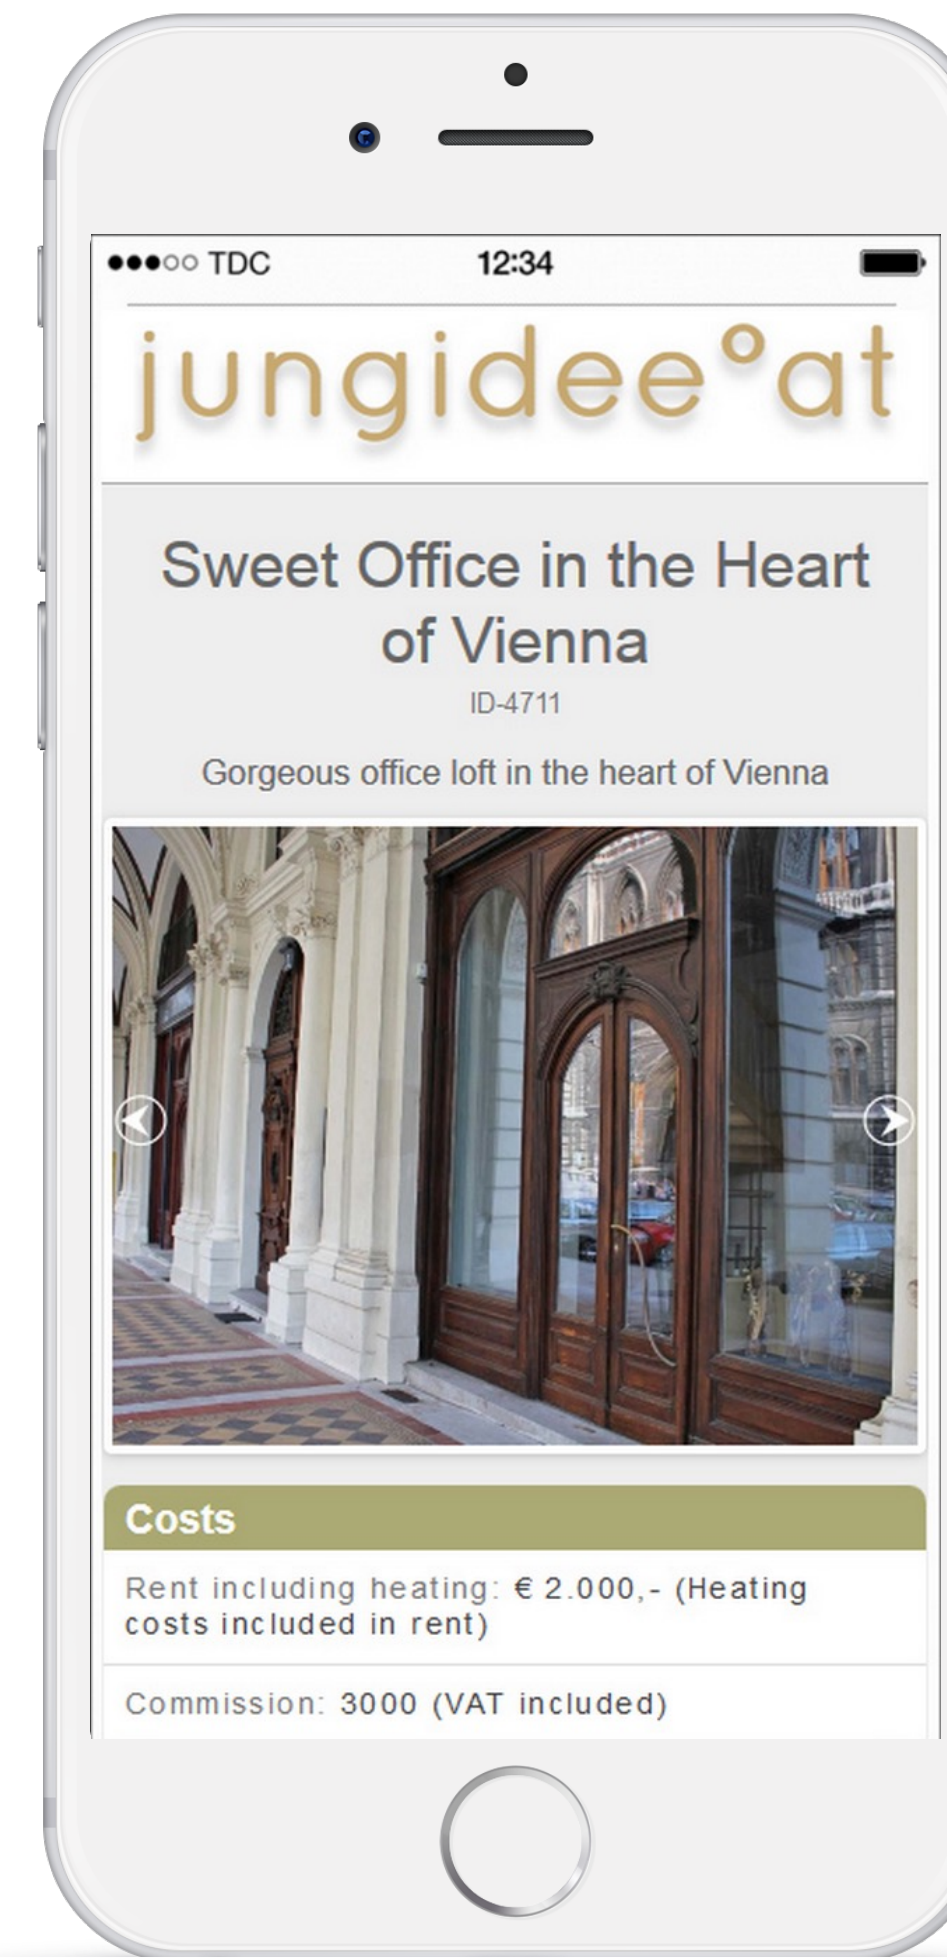 TDC 12:34
jungidee°at
Sweet Office in the Heart
of Vienna
ID-4711
Gorgeous office loft in the heart of Vienna
Costs
Rent including heating: € 2.000,- (Heating
costs included in rent)
Commission: 3000 (VAT included)